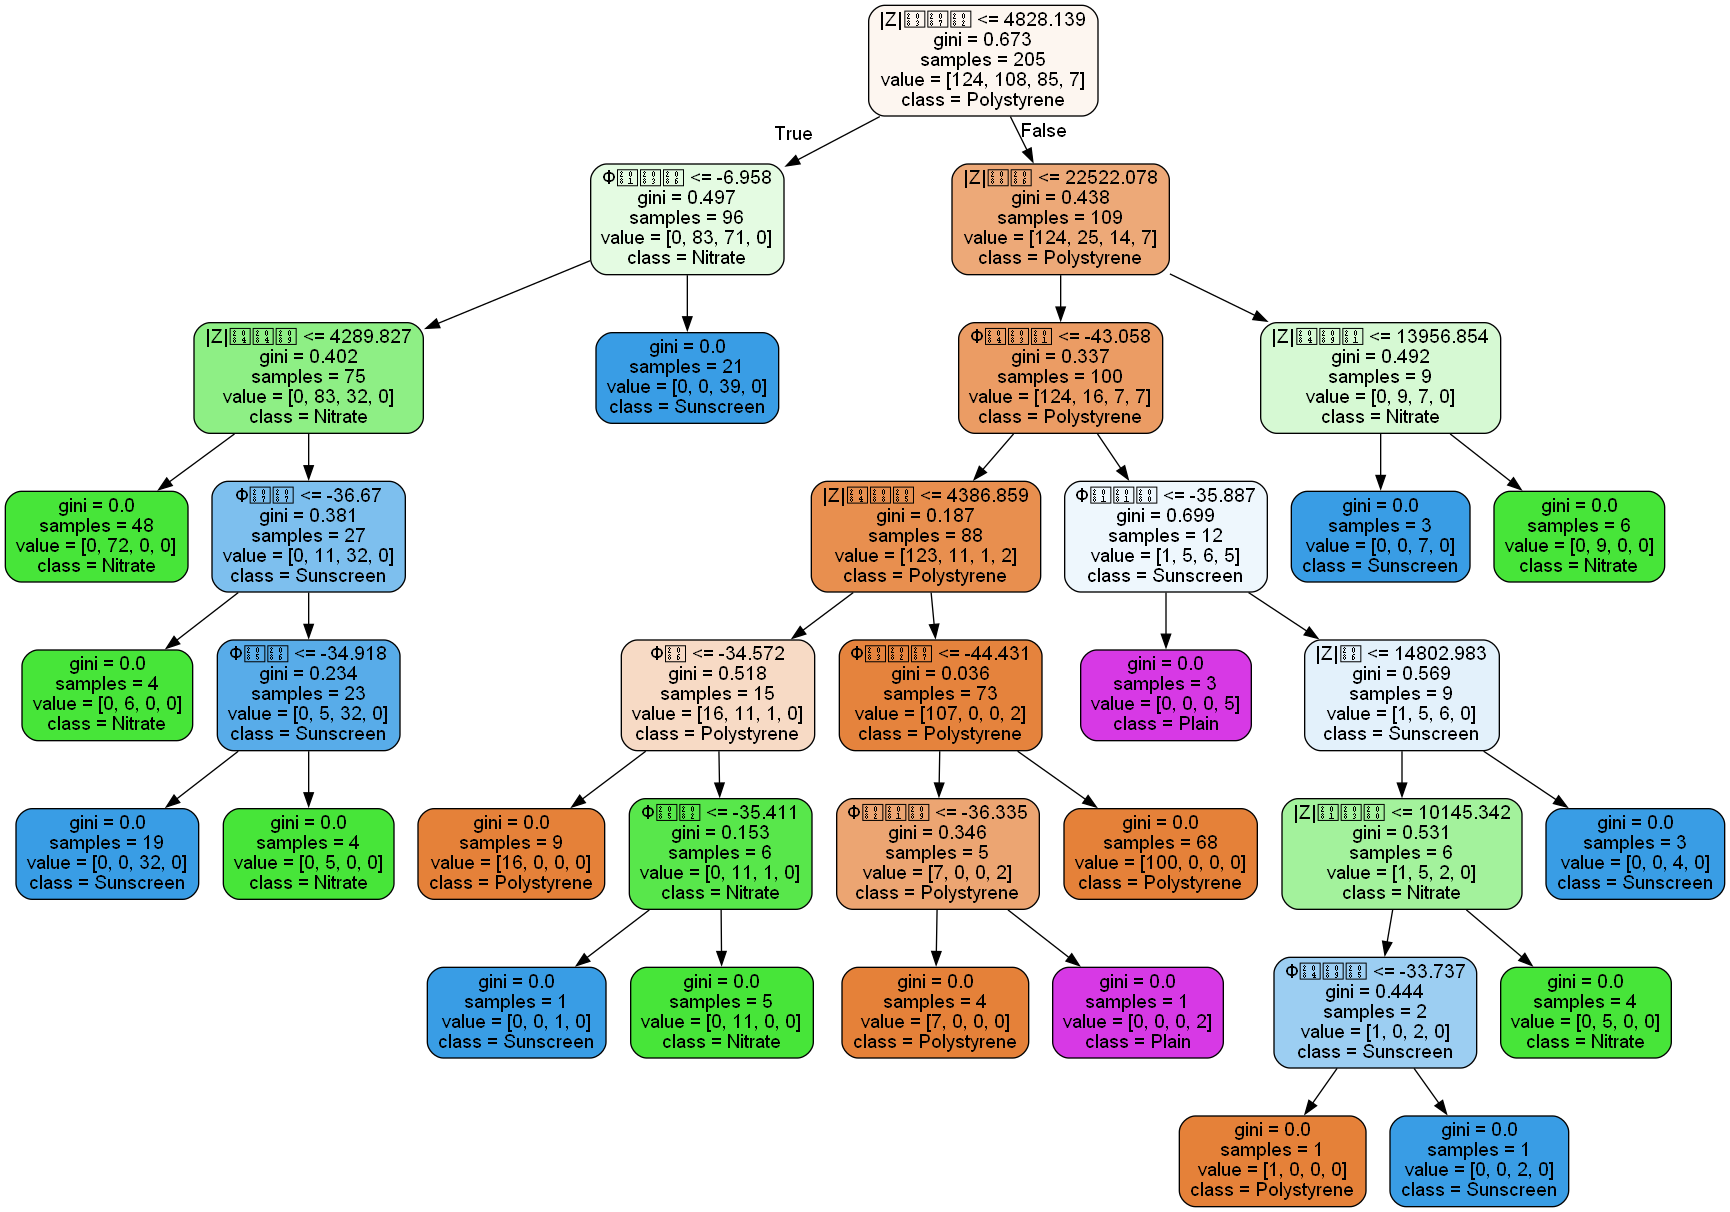 |Z| <= 4828.139
gini = 0.673
samples = 205
value = [124, 108, 85, 7]
class = Polystyrene
True
False
Φ <= -6.958
gini = 0.497
samples = 96
value = [0, 83, 71, 0]
class = Nitrate
|Z| <= 22522.078
gini = 0.438
samples = 109
value = [124, 25, 14, 7]
class = Polystyrene
|Z| <= 4289.827
gini = 0.402
samples = 75
value = [0, 83, 32, 0]
class = Nitrate
gini = 0.0
samples = 21
value = [0, 0, 39, 0]
class = Sunscreen
Φ <= -43.058
gini = 0.337
samples = 100
value = [124, 16, 7, 7]
class = Polystyrene
|Z| <= 13956.854
gini = 0.492
samples = 9
value = [0, 9, 7, 0]
class = Nitrate
gini = 0.0
samples = 48
value = [0, 72, 0, 0]
class = Nitrate
Φ <= -36.67
gini = 0.381
samples = 27
value = [0, 11, 32, 0]
class = Sunscreen
|Z| <= 4386.859
gini = 0.187
samples = 88
value = [123, 11, 1, 2]
class = Polystyrene
Φ <= -35.887
gini = 0.699
samples = 12
value = [1, 5, 6, 5]
class = Sunscreen
gini = 0.0
samples = 3
value = [0, 0, 7, 0]
class = Sunscreen
gini = 0.0
samples = 6
value = [0, 9, 0, 0]
class = Nitrate
gini = 0.0
samples = 4
value = [0, 6, 0, 0]
class = Nitrate
Φ <= -34.918
gini = 0.234
samples = 23
value = [0, 5, 32, 0]
class = Sunscreen
Φ <= -34.572
gini = 0.518
samples = 15
value = [16, 11, 1, 0]
class = Polystyrene
Φ <= -44.431
gini = 0.036
samples = 73
value = [107, 0, 0, 2]
class = Polystyrene
gini = 0.0
samples = 3
value = [0, 0, 0, 5]
class = Plain
|Z| <= 14802.983
gini = 0.569
samples = 9
value = [1, 5, 6, 0]
class = Sunscreen
gini = 0.0
samples = 19
value = [0, 0, 32, 0]
class = Sunscreen
gini = 0.0
samples = 4
value = [0, 5, 0, 0]
class = Nitrate
gini = 0.0
samples = 9
value = [16, 0, 0, 0]
class = Polystyrene
Φ <= -35.411
gini = 0.153
samples = 6
value = [0, 11, 1, 0]
class = Nitrate
Φ <= -36.335
gini = 0.346
samples = 5
value = [7, 0, 0, 2]
class = Polystyrene
gini = 0.0
samples = 68
value = [100, 0, 0, 0]
class = Polystyrene
|Z| <= 10145.342
gini = 0.531
samples = 6
value = [1, 5, 2, 0]
class = Nitrate
gini = 0.0
samples = 3
value = [0, 0, 4, 0]
class = Sunscreen
gini = 0.0
samples = 1
value = [0, 0, 1, 0]
class = Sunscreen
gini = 0.0
samples = 5
value = [0, 11, 0, 0]
class = Nitrate
gini = 0.0
samples = 4
value = [7, 0, 0, 0]
class = Polystyrene
gini = 0.0
samples = 1
value = [0, 0, 0, 2]
class = Plain
Φ <= -33.737
gini = 0.444
samples = 2
value = [1, 0, 2, 0]
class = Sunscreen
gini = 0.0
samples = 4
value = [0, 5, 0, 0]
class = Nitrate
gini = 0.0
samples = 1
value = [1, 0, 0, 0]
class = Polystyrene
gini = 0.0
samples = 1
value = [0, 0, 2, 0]
class = Sunscreen